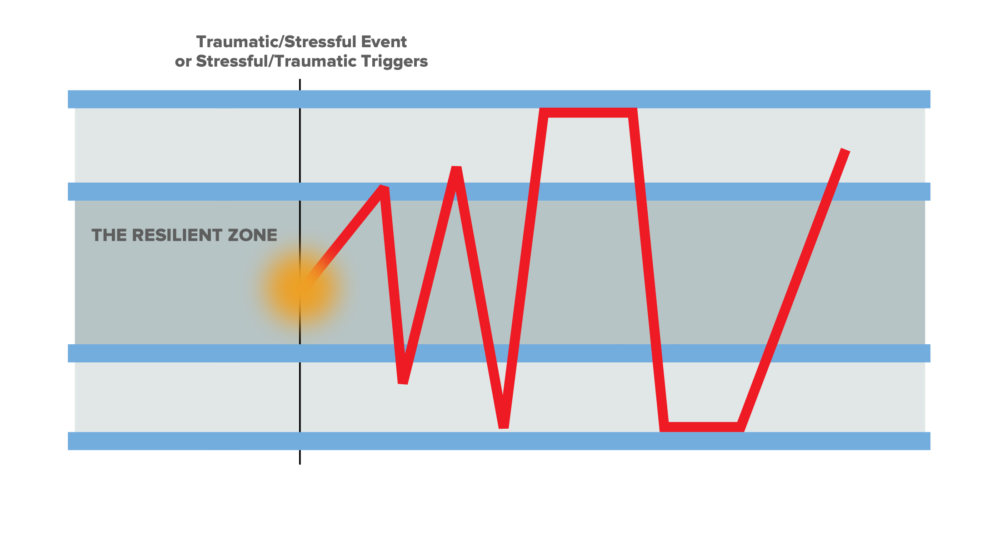 Traumatic/Stressful Event
or Stressful/Traumatic Triggers
THE RESILIENT ZONE